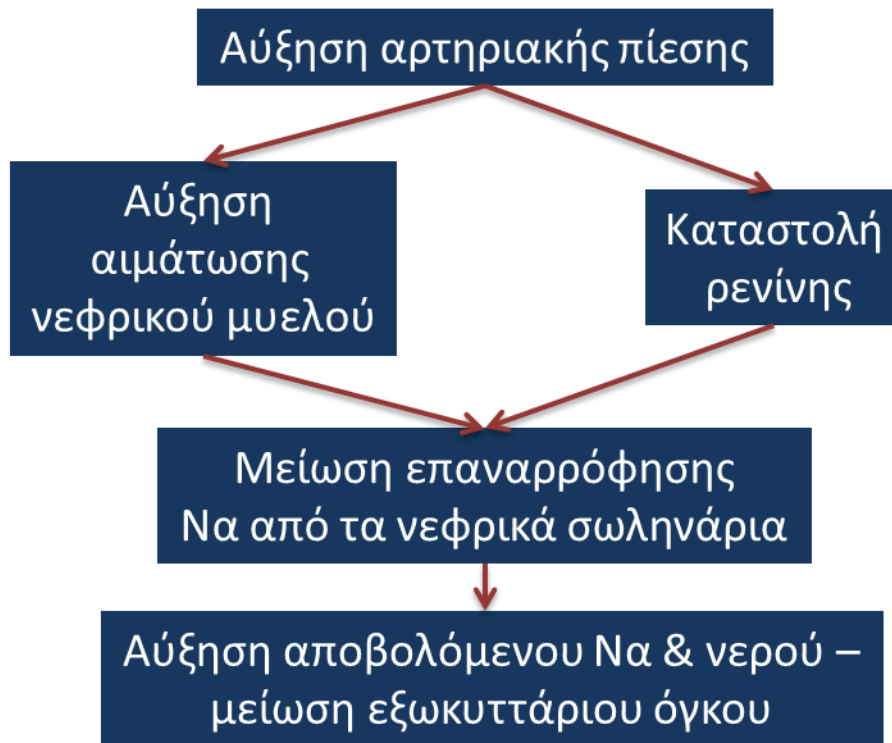 Αύξηση αρτηριακής πίεσης
Αύξηση
αιμάτωσης
νεφρικού μυελού
Καταστολή
ρενίνης
Μείωση επαναρρόφησης
Να από τα νεφρικά σωληνάρια
Αύξηση αποβολόμενου Να & νερού –
μείωση εξωκυττάριου όγκου